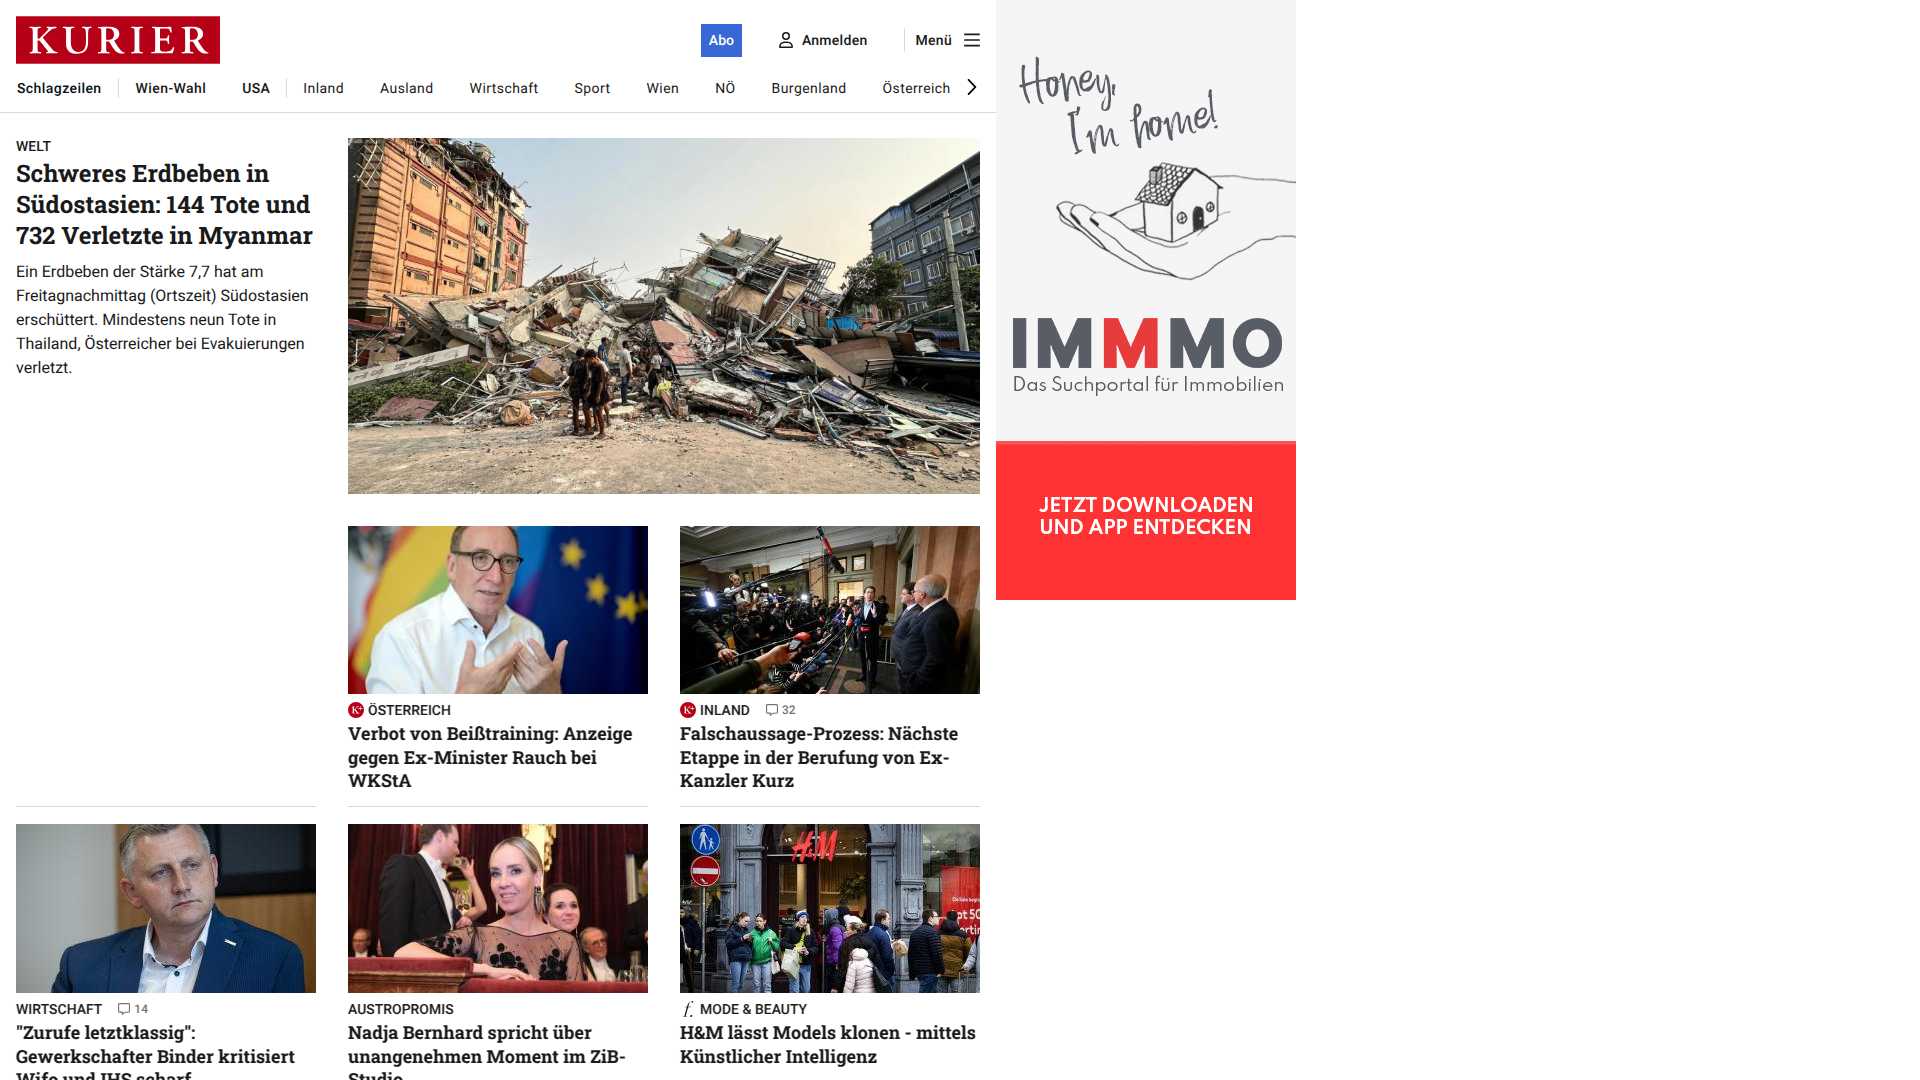 KURIER
Abo
Anmelden
Menü
Schlagzeilen
Wien-Wahl
USA
Inland
Ausland
Wirtschaft
Sport
Wien
NÖ
Burgenland
Österreich
WELT
Schweres Erdbeben in
Südostasien: 144 Tote und
732 Verletzte in Myanmar
Ein Erdbeben der Stärke 7,7 hat am
Freitagnachmittag (Ortszeit) Südostasien
erschüttert. Mindestens neun Tote in
Thailand, Österreicher bei Evakuierungen
verletzt.
K+ ÖSTERREICH
Verbot von Beißtraining: Anzeige
gegen Ex-Minister Rauch bei
WKStA
K+ INLAND 32
Falschaussage-Prozess: Nächste
Etappe in der Berufung von Ex-
Kanzler Kurz
WIRTSCHAFT 14
"Zurufe letztklassig":
Gewerkschafter Binder kritisiert
Wifo und IHS scharf
AUSTROPROMIS
Nadja Bernhard spricht über
unangenehmen Moment im ZiB-
Studio
H&M
f. MODE & BEAUTY
H&M lässt Models klonen - mittels
Künstlicher Intelligenz
Honey,
I'm home!
IMMMO
Das Suchportal für Immobilien
JETZT DOWNLOADEN
UND APP ENTDECKEN